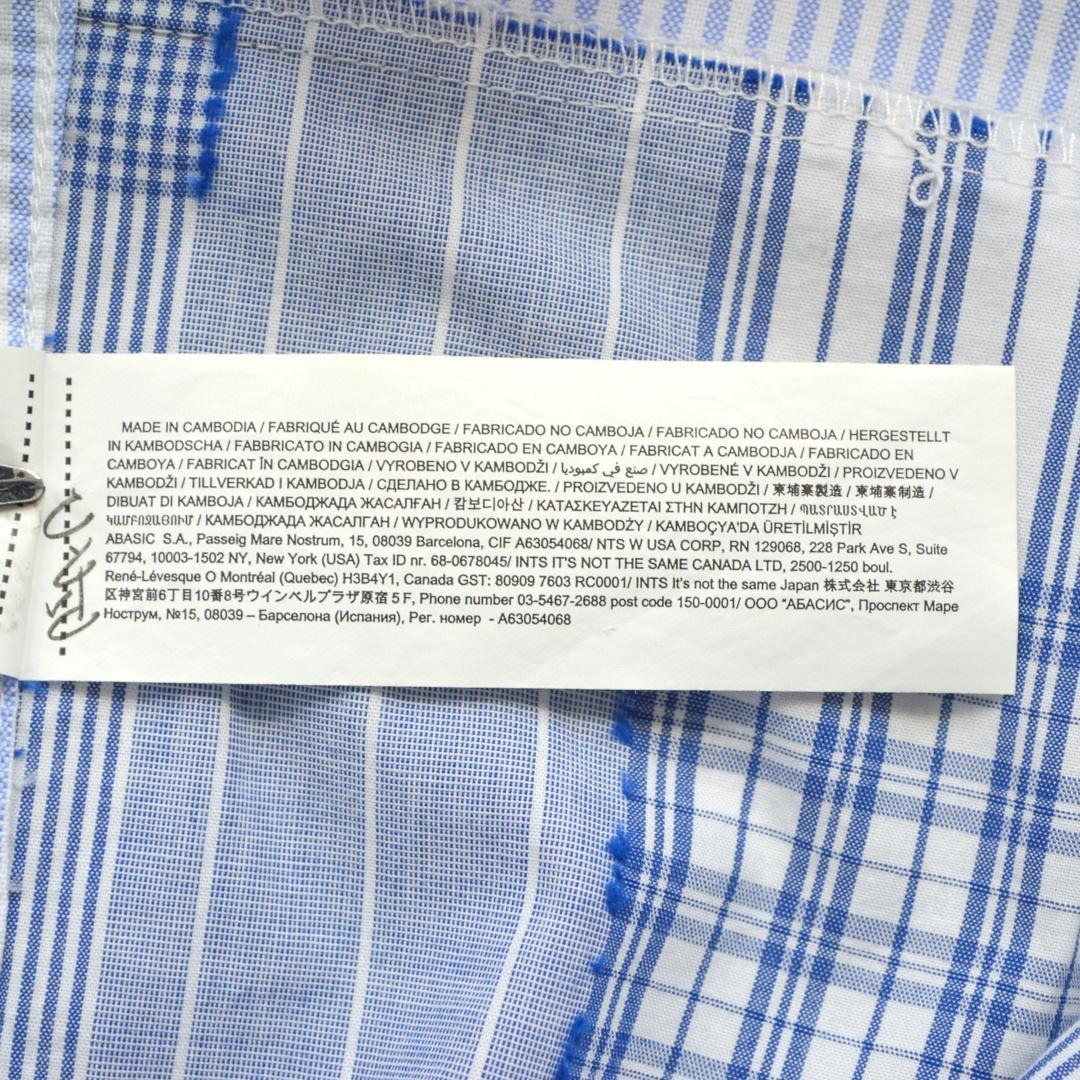 MADE IN CAMBODIA / FABRIQUÉ AU CAMBODGE / FABRICADO NO CAMBOJA / FABRICADO NO CAMBOJA / HERGESTELLT
IN KAMBODSCHA / FABBRICATO IN CAMBOGIA / FABRICADO EN CAMBOYA / FABRICAT A CAMBODJA / FABRICADO EN
CAMBOYA / FABRICAT ÎN CAMBODGIA / VYROBENO V KAMBODŽI / صنع في كمبوديا / VYROBENÉ V KAMBODŽI / PROIZVEDENO V
KAMBODŽI / TILLVERKAD I KAMBODJA / СДЕЛАНО В КАМБОДЖЕ. / PROIZVEDENO U KAMBODŽI / 柬埔寨製造 / 柬埔寨制造 /
DIBUAT DI KAMBOJA / КАМБОДЖАДА ЖАСАЛҒАН / 캄보디아산 / ΚΑΤΑΣΚΕΥΑΖΕΤΑΙ ΣΤΗΝ ΚΑΜΠΟΤΖΗ / ՊԱՏՐԱՍՏՎԱԾ Է
ԿԱՄԲՈՋԱՅՈՒՄ / КАМБОДЖАДА ЖАСАЛГАН / WYPRODUKOWANO W KAMBODŻY / KAMBOÇYA'DA ÜRETİLMİŞTİR
ABASIC S.A., Passeig Mare Nostrum, 15, 08039 Barcelona, CIF A63054068/ NTS W USA CORP, RN 129068, 228 Park Ave S, Suite
67794, 10003-1502 NY, New York (USA) Tax ID nr. 68-0678045/ INTS IT'S NOT THE SAME CANADA LTD, 2500-1250 boul.
René-Lévesque O Montréal (Quebec) H3B4Y1, Canada GST: 80909 7603 RC0001/ INTS It's not the same Japan 株式会社 東京都渋谷
区神宮前6丁目10番8号ウインベルプラザ原宿５F, Phone number 03-5467-2688 post code 150-0001/ ООО "АБАСИС", Проспект Маре
Нострум, №15, 08039 – Барселона (Испания), Рег. номер - A63054068